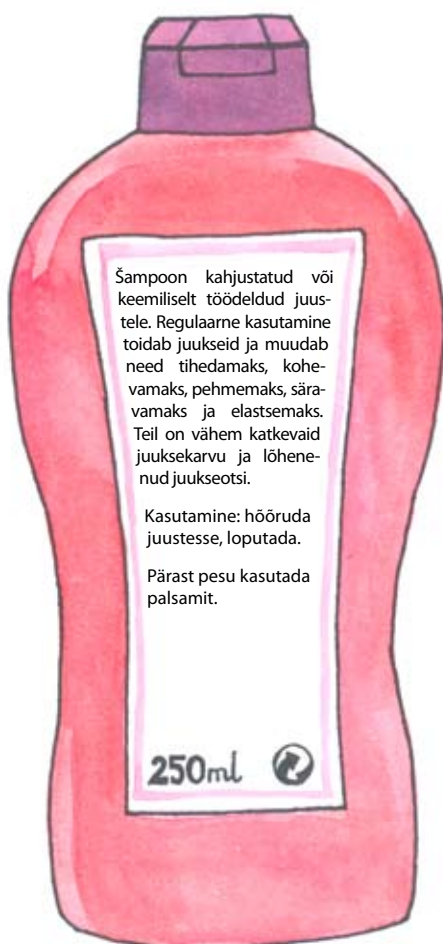 Šampoon kahjustatud või
keemiliselt töödeldud juus-
tele. Regulaarne kasutamine
toidab juukseid ja muudab
need tihedamaks, kohe-
vamaks, pehmemaks, sära-
vamaks ja elastsemaks.
Teil on vähem katkevaid
juuksekarvu ja lõhene-
nud juukseotsi.
Kasutamine: hõõruda
juustesse, loputada.
Pärast pesu kasutada
palsamit.
250ml